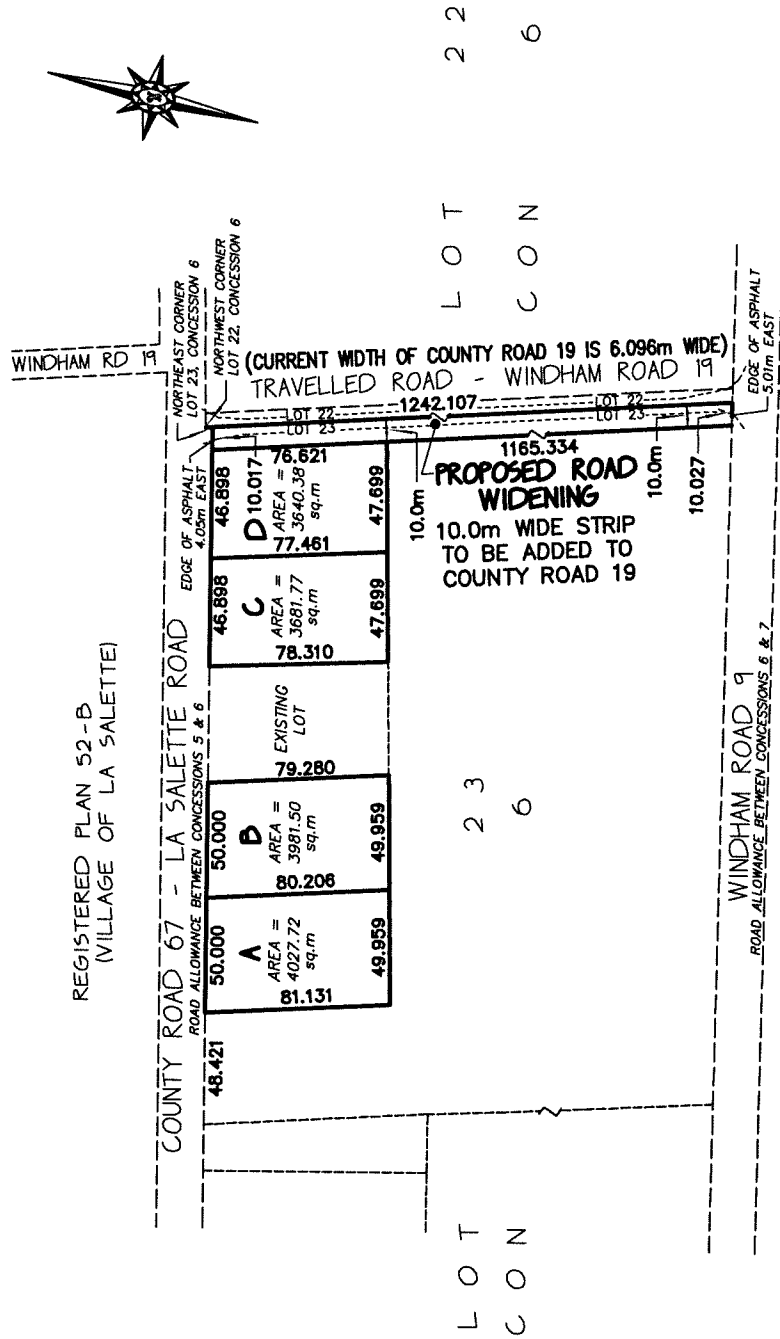 REGISTERED PLAN 52-B
(VILLAGE OF LA SALETTE)
COUNTY ROAD 67 - LA SALETTE ROAD
ROAD ALLOWANCE BETWEEN CONCESSIONS 5 & 6
WINDHAM RD 19
NORTHEAST CORNER
LOT 23, CONCESSION 6
NORTHWEST CORNER
LOT 22, CONCESSION 6
EDGE OF ASPHALT
4.05m EAST
48.421
50.000
50.000
46.898
46.898
10.017
A
AREA =
4027.72
sq.m
81.131
49.959
B
AREA =
3981.50
sq.m
80.206
49.959
EXISTING
LOT
79.280
C
AREA =
3681.77
sq.m
78.310
47.699
D
AREA =
3640.38
sq.m
77.461
47.699
76.621
(CURRENT WIDTH OF COUNTY ROAD 19 IS 6.096m WIDE)
TRAVELLED ROAD - WINDHAM ROAD 19
LOT 22
LOT 23
1242.107
LOT 22
LOT 23
1165.334
10.0m
PROPOSED ROAD
WIDENING
10.0m WIDE STRIP
TO BE ADDED TO
COUNTY ROAD 19
10.0m
10.027
EDGE OF ASPHALT
5.01m EAST
LOT 23
CON 6
LOT 22
CON 6
WINDHAM ROAD 9
ROAD ALLOWANCE BETWEEN CONCESSIONS 6 & 7